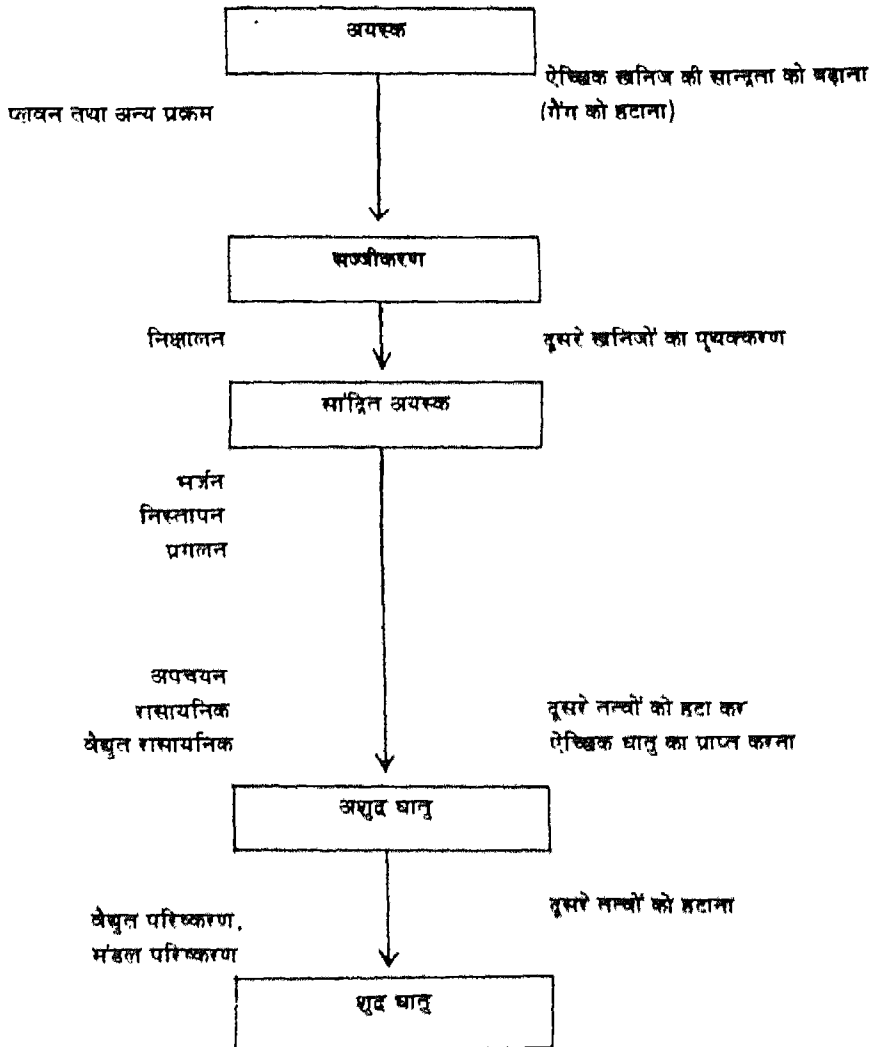 अयस्क
ऐच्छिक खनिज की सान्द्रता को बढ़ाना
प्लावन तथा अन्य प्रक्रम
(गैंग को हटाना)
सज्जीकरण
निक्षालन
दूसरे खनिजों का पृथक्करण
सांद्रित अयस्क
भर्जन
निस्तापन
प्रगलन
अपचयन
रासायनिक
वैद्युत रासायनिक
दूसरे तत्वों को हटा कर
ऐच्छिक धातु का प्राप्त करना
अशुद्ध धातु
वैद्युत परिष्करण,
मंडल परिष्करण
दूसरे तत्वों को हटाना
शुद्ध धातु